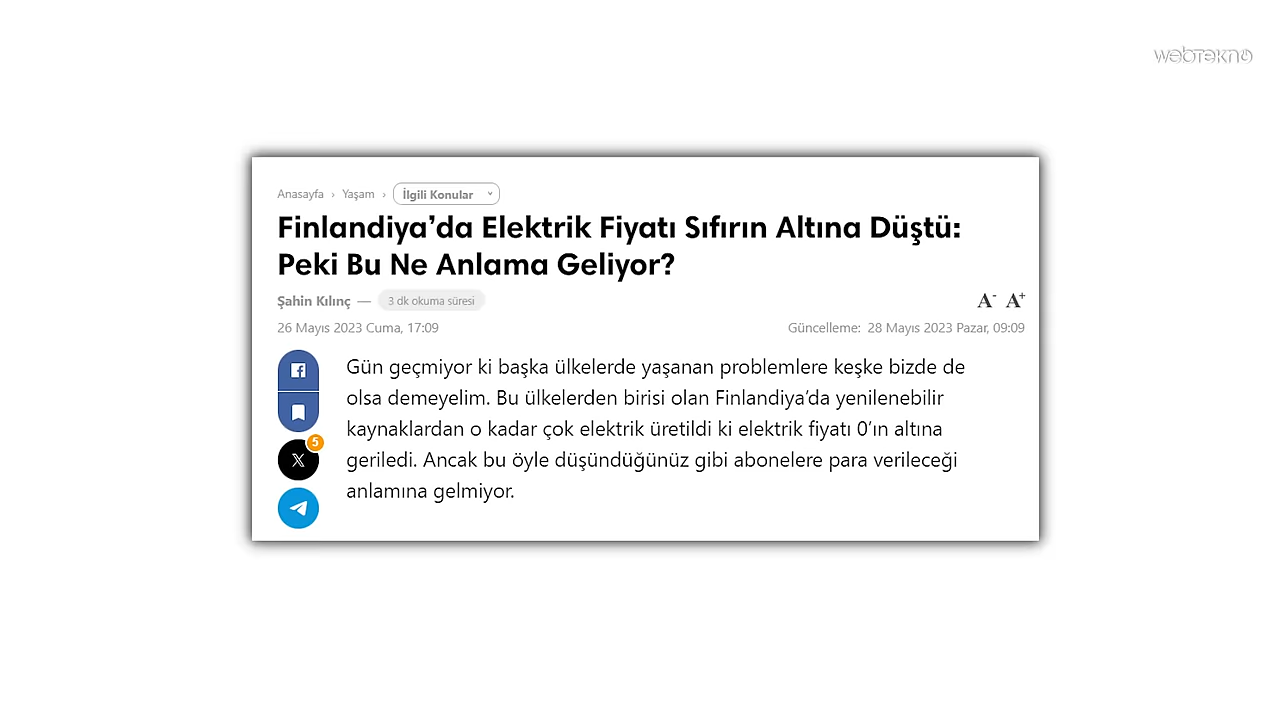 webtekno
Anasayfa › Yaşam › İlgili Konular
Finlandiya’da Elektrik Fiyatı Sıfırın Altına Düştü:
Peki Bu Ne Anlama Geliyor?
Şahin Kılınç — 3 dk okuma süresi
A- A+
26 Mayıs 2023 Cuma, 17:09
Güncelleme: 28 Mayıs 2023 Pazar, 09:09
5
Gün geçmiyor ki başka ülkelerde yaşanan problemlere keşke bizde de
olsa demeyelim. Bu ülkelerden birisi olan Finlandiya’da yenilenebilir
kaynaklardan o kadar çok elektrik üretildi ki elektrik fiyatı 0’ın altına
geriledi. Ancak bu öyle düşündüğünüz gibi abonelere para verileceği
anlamına gelmiyor.